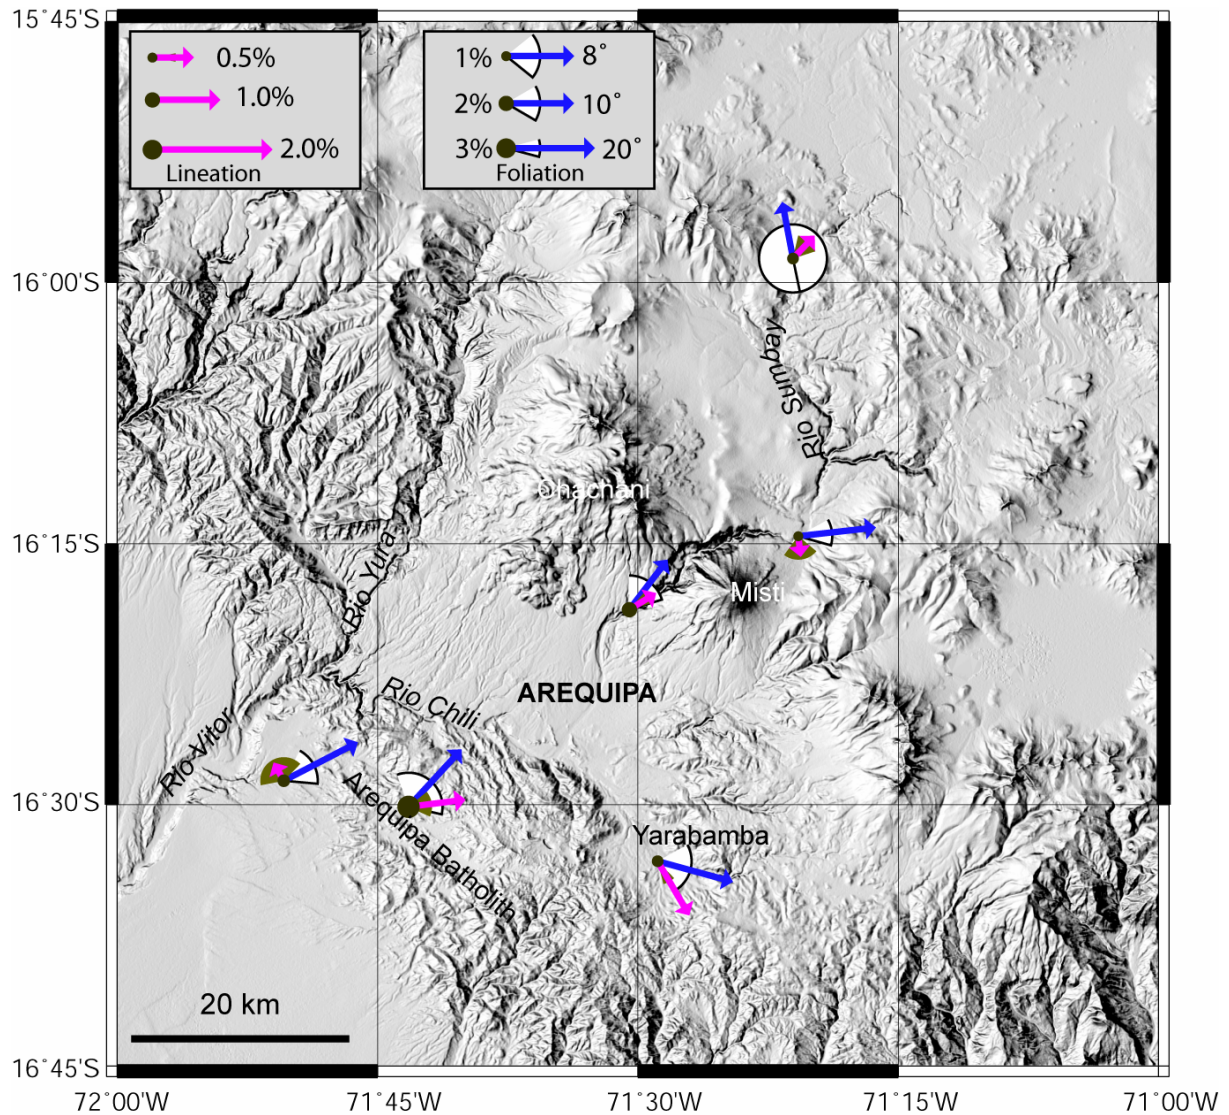 15˚45'S
0.5%
1.0%
2.0%
Lineation
1% 8˚
2% 10˚
3% 20˚
Foliation
16˚00'S
Rio Sumbay
Chachani
16˚15'S
Misti
Rio Yura
AREQUIPA
Rio Chili
Rio Vitor
16˚30'S
Arequipa Batholith
Yarabamba
20 km
16˚45'S
72˚00'W 71˚45'W 71˚30'W 71˚15'W 71˚00'W